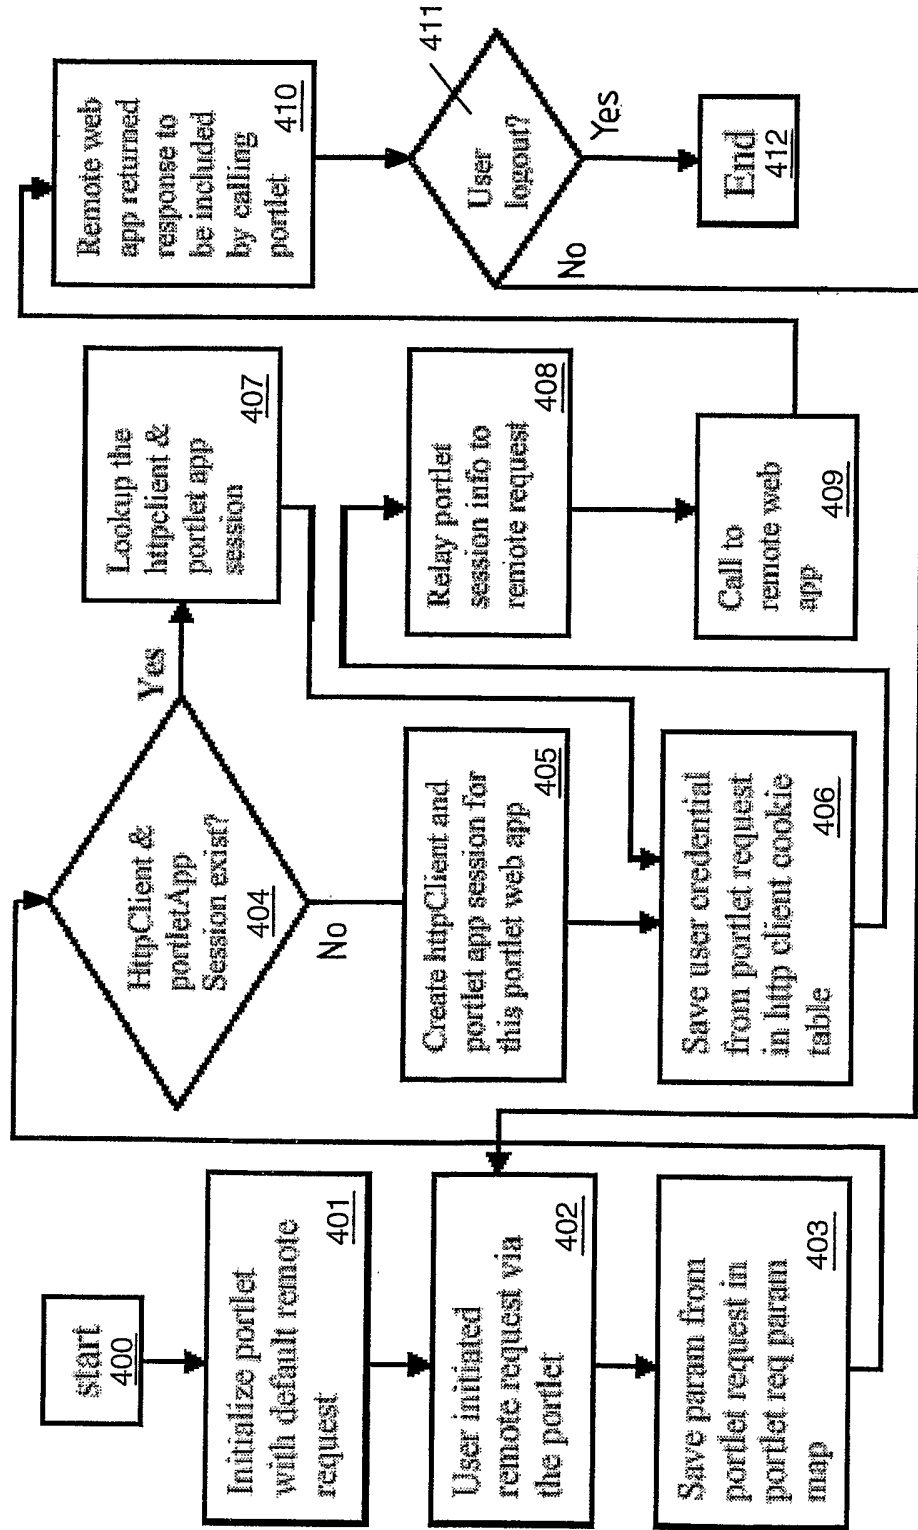 start
400
Initialize portlet
with default remote
request
401
User initiated
remote request via
the portlet
402
Save param from
portlet request in
portlet req param
map
403
HttpClient &
portletApp
Session exist?
404
Yes
No
Create httpClient and
portlet app session for
this portlet web app
405
Save user credential
from portlet request
in http client cookie
table
406
Lookup the
httpclient &
portlet app
session
407
Relay portlet
session info to
remote request
408
Call to
remote web
app
409
Remote web
app returned
response to
be included
by calling
portlet
410
411
User
logout?
No
Yes
End
412